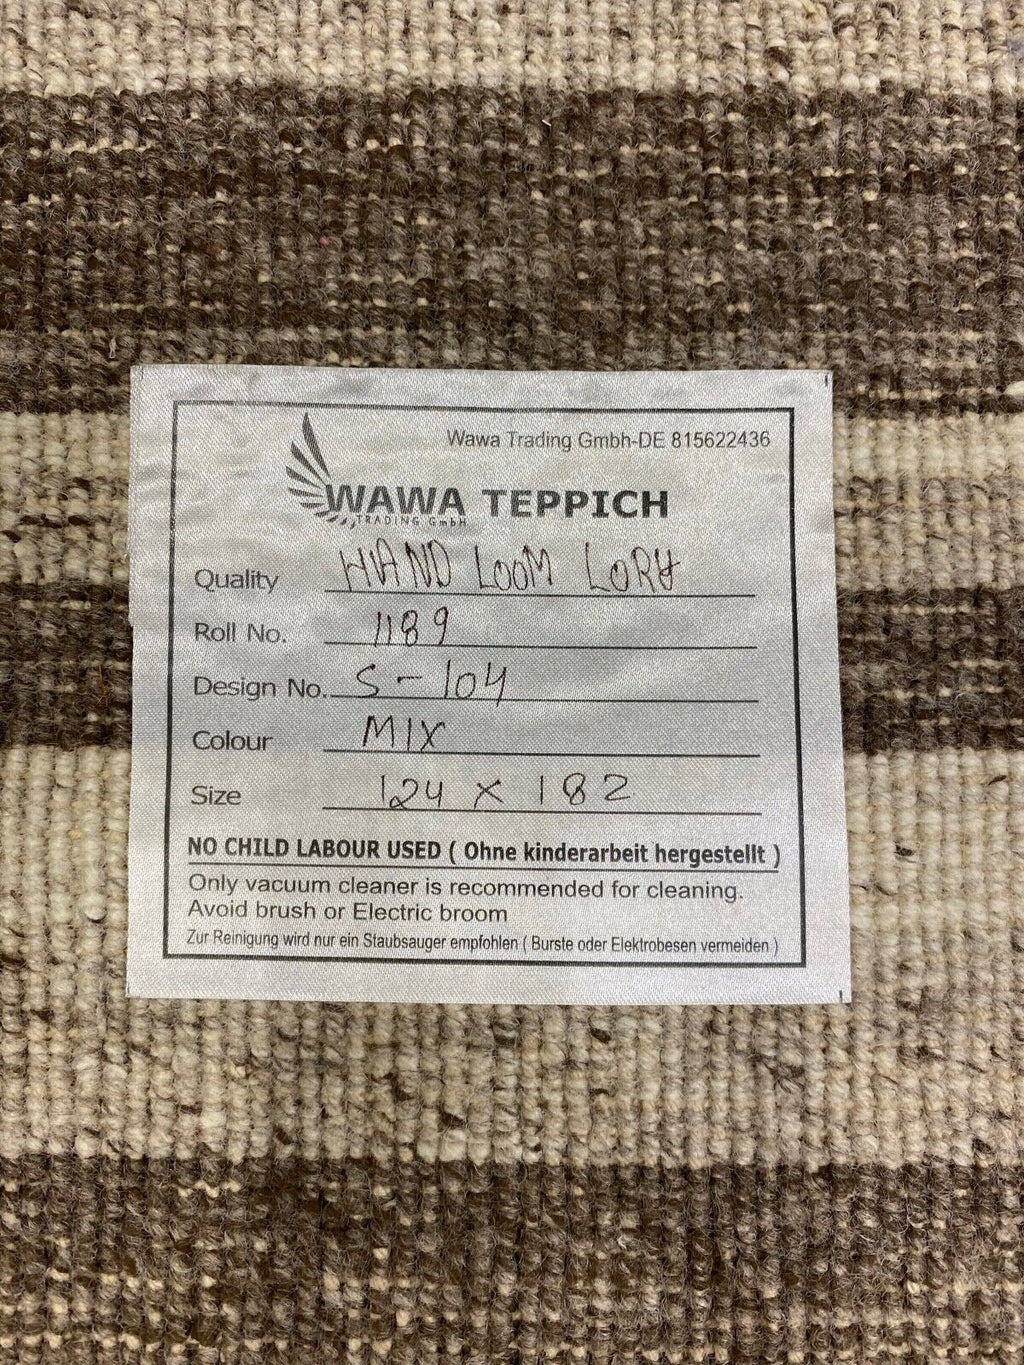 Wawa Trading Gmbh-DE 815622436
WAWA TEPPICH
TRADING GmbH
Quality HAND LOOM LORA
Roll No. 1189
Design No. S-104
Colour MIX
Size 124 x 182
NO CHILD LABOUR USED ( Ohne kinderarbeit hergestellt )
Only vacuum cleaner is recommended for cleaning.
Avoid brush or Electric broom
Zur Reinigung wird nur ein Staubsauger empfohlen ( Burste oder Elektrobesen vermeiden )